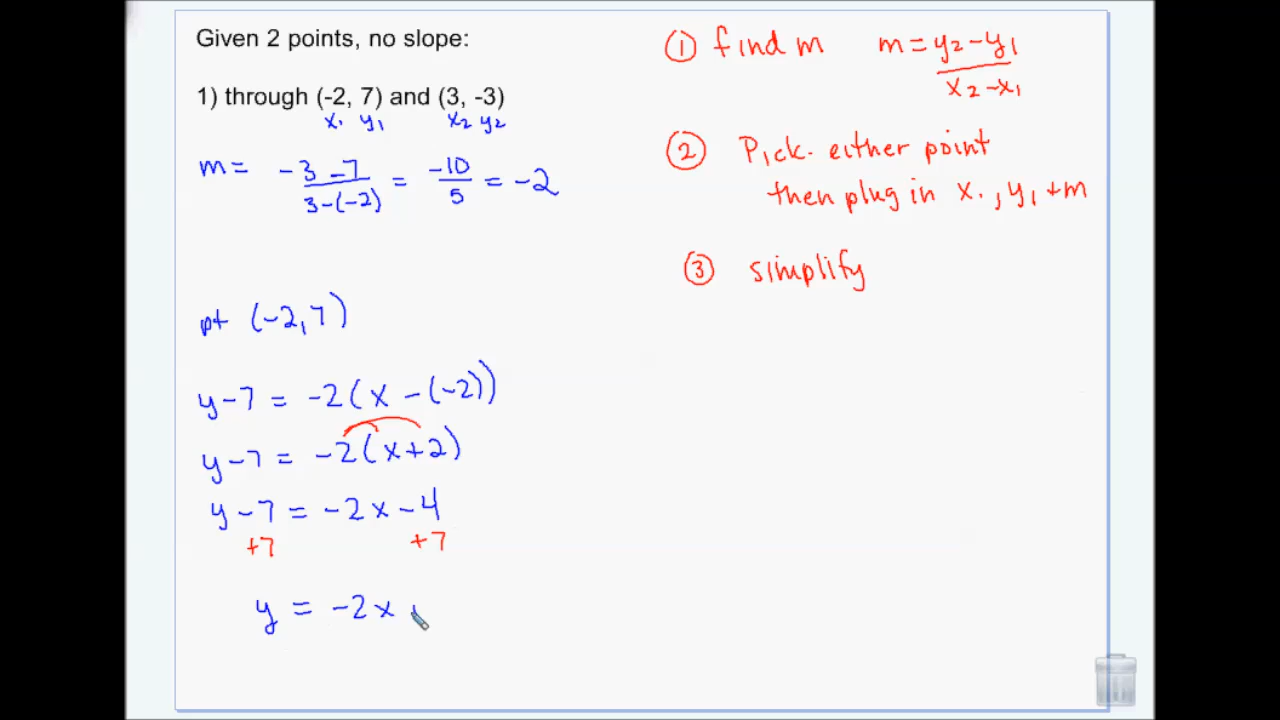 Given 2 points, no slope:
1) through (-2, 7) and (3, -3)
x1 y1 x2 y2
m = -3 -7 / 3-(-2) = -10 / 5 = -2
pt (-2, 7)
y-7 = -2(x -(-2))
y-7 = -2(x+2)
y-7 = -2x-4
+7 +7
y = -2x
① find m m = y2-y1 / x2-x1
② Pick either point
then plug in x1, y1 + m
③ simplify